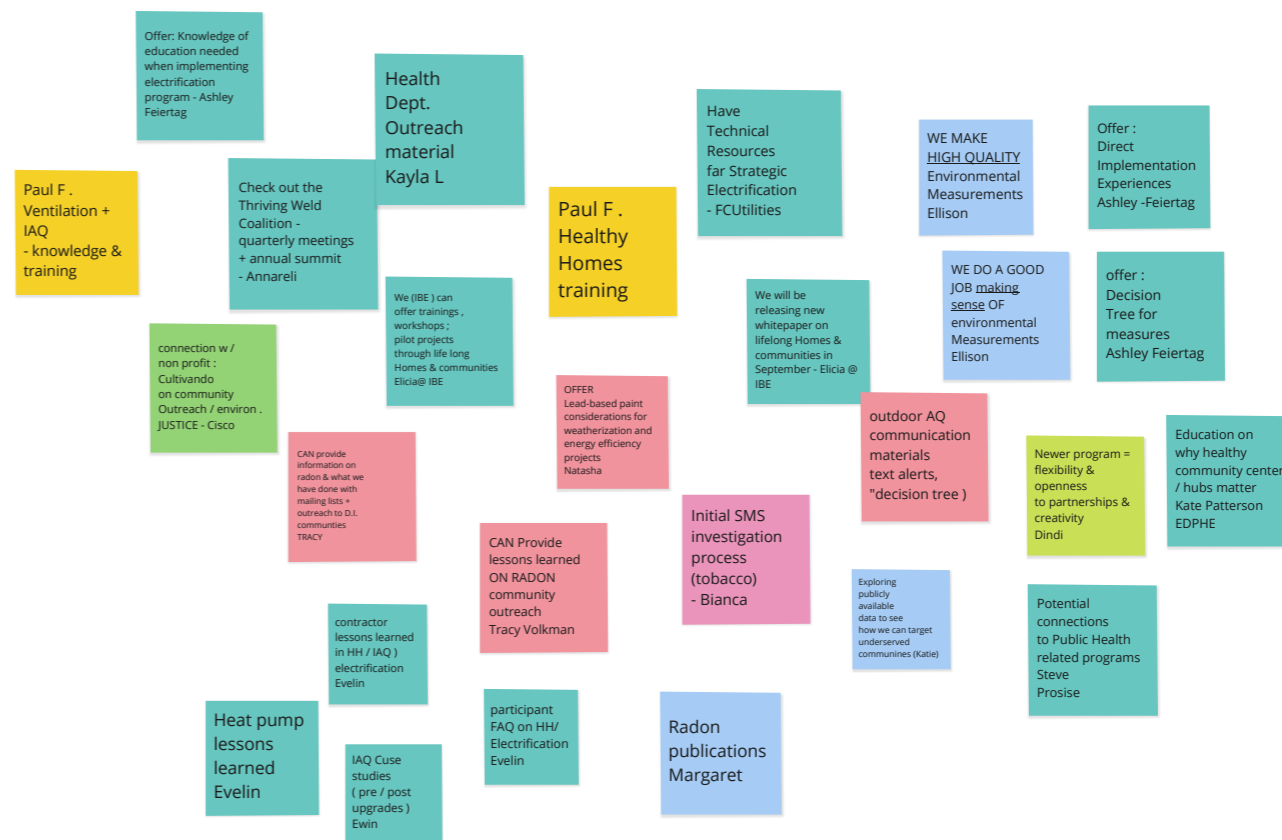 Offer: Knowledge of
education needed
when implementing
electrification
program - Ashley
Feiertag
Health
Dept.
Outreach
material
Kayla L
Have
Technical
Resources
far Strategic
Electrification
- FCUtilities
WE MAKE
HIGH QUALITY
Environmental
Measurements
Ellison
Offer :
Direct
Implementation
Experiences
Ashley -Feiertag
Paul F .
Ventilation +
IAQ
- knowledge &
training
Check out the
Thriving Weld
Coalition -
quarterly meetings
+ annual summit
- Annareli
Paul F .
Healthy
Homes
training
WE DO A GOOD
JOB making
sense OF
environmental
Measurements
Ellison
offer :
Decision
Tree for
measures
Ashley Feiertag
We (IBE ) can
offer trainings ,
workshops ;
pilot projects
through life long
Homes & communities
Elicia@ IBE
We will be
releasing new
whitepaper on
lifelong Homes &
communities in
September - Elicia @
IBE
connection w /
non profit :
Cultivando
on community
Outreach / environ .
JUSTICE - Cisco
OFFER
Lead-based paint
considerations for
weatherization and
energy efficiency
projects
Natasha
outdoor AQ
communication
materials
text alerts,
"decision tree )
Education on
why healthy
community center
/ hubs matter
Kate Patterson
EDPHE
CAN provide
information on
radon & what we
have done with
mailing lists +
outreach to D.I.
communties
TRACY
Newer program =
flexibility &
openness
to partnerships &
creativity
Dindi
Initial SMS
investigation
process
(tobacco)
- Bianca
CAN Provide
lessons learned
ON RADON
community
outreach
Tracy Volkman
Exploring
publicly
available
data to see
how we can target
underserved
communines (Katie)
Potential
connections
to Public Health
related programs
Steve
Prosise
contractor
lessons learned
in HH / IAQ )
electrification
Evelin
Heat pump
lessons
learned
Evelin
participant
FAQ on HH/
Electrification
Evelin
Radon
publications
Margaret
IAQ Cuse
studies
( pre / post
upgrades )
Ewin